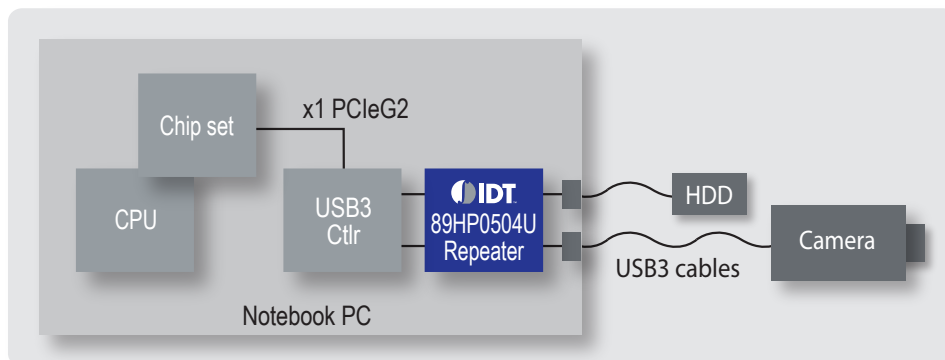 x1 PCIeG2
Chip set
CPU
USB3
Ctlr
IDT
89HP0504U
Repeater
HDD
Camera
USB3 cables
Notebook PC